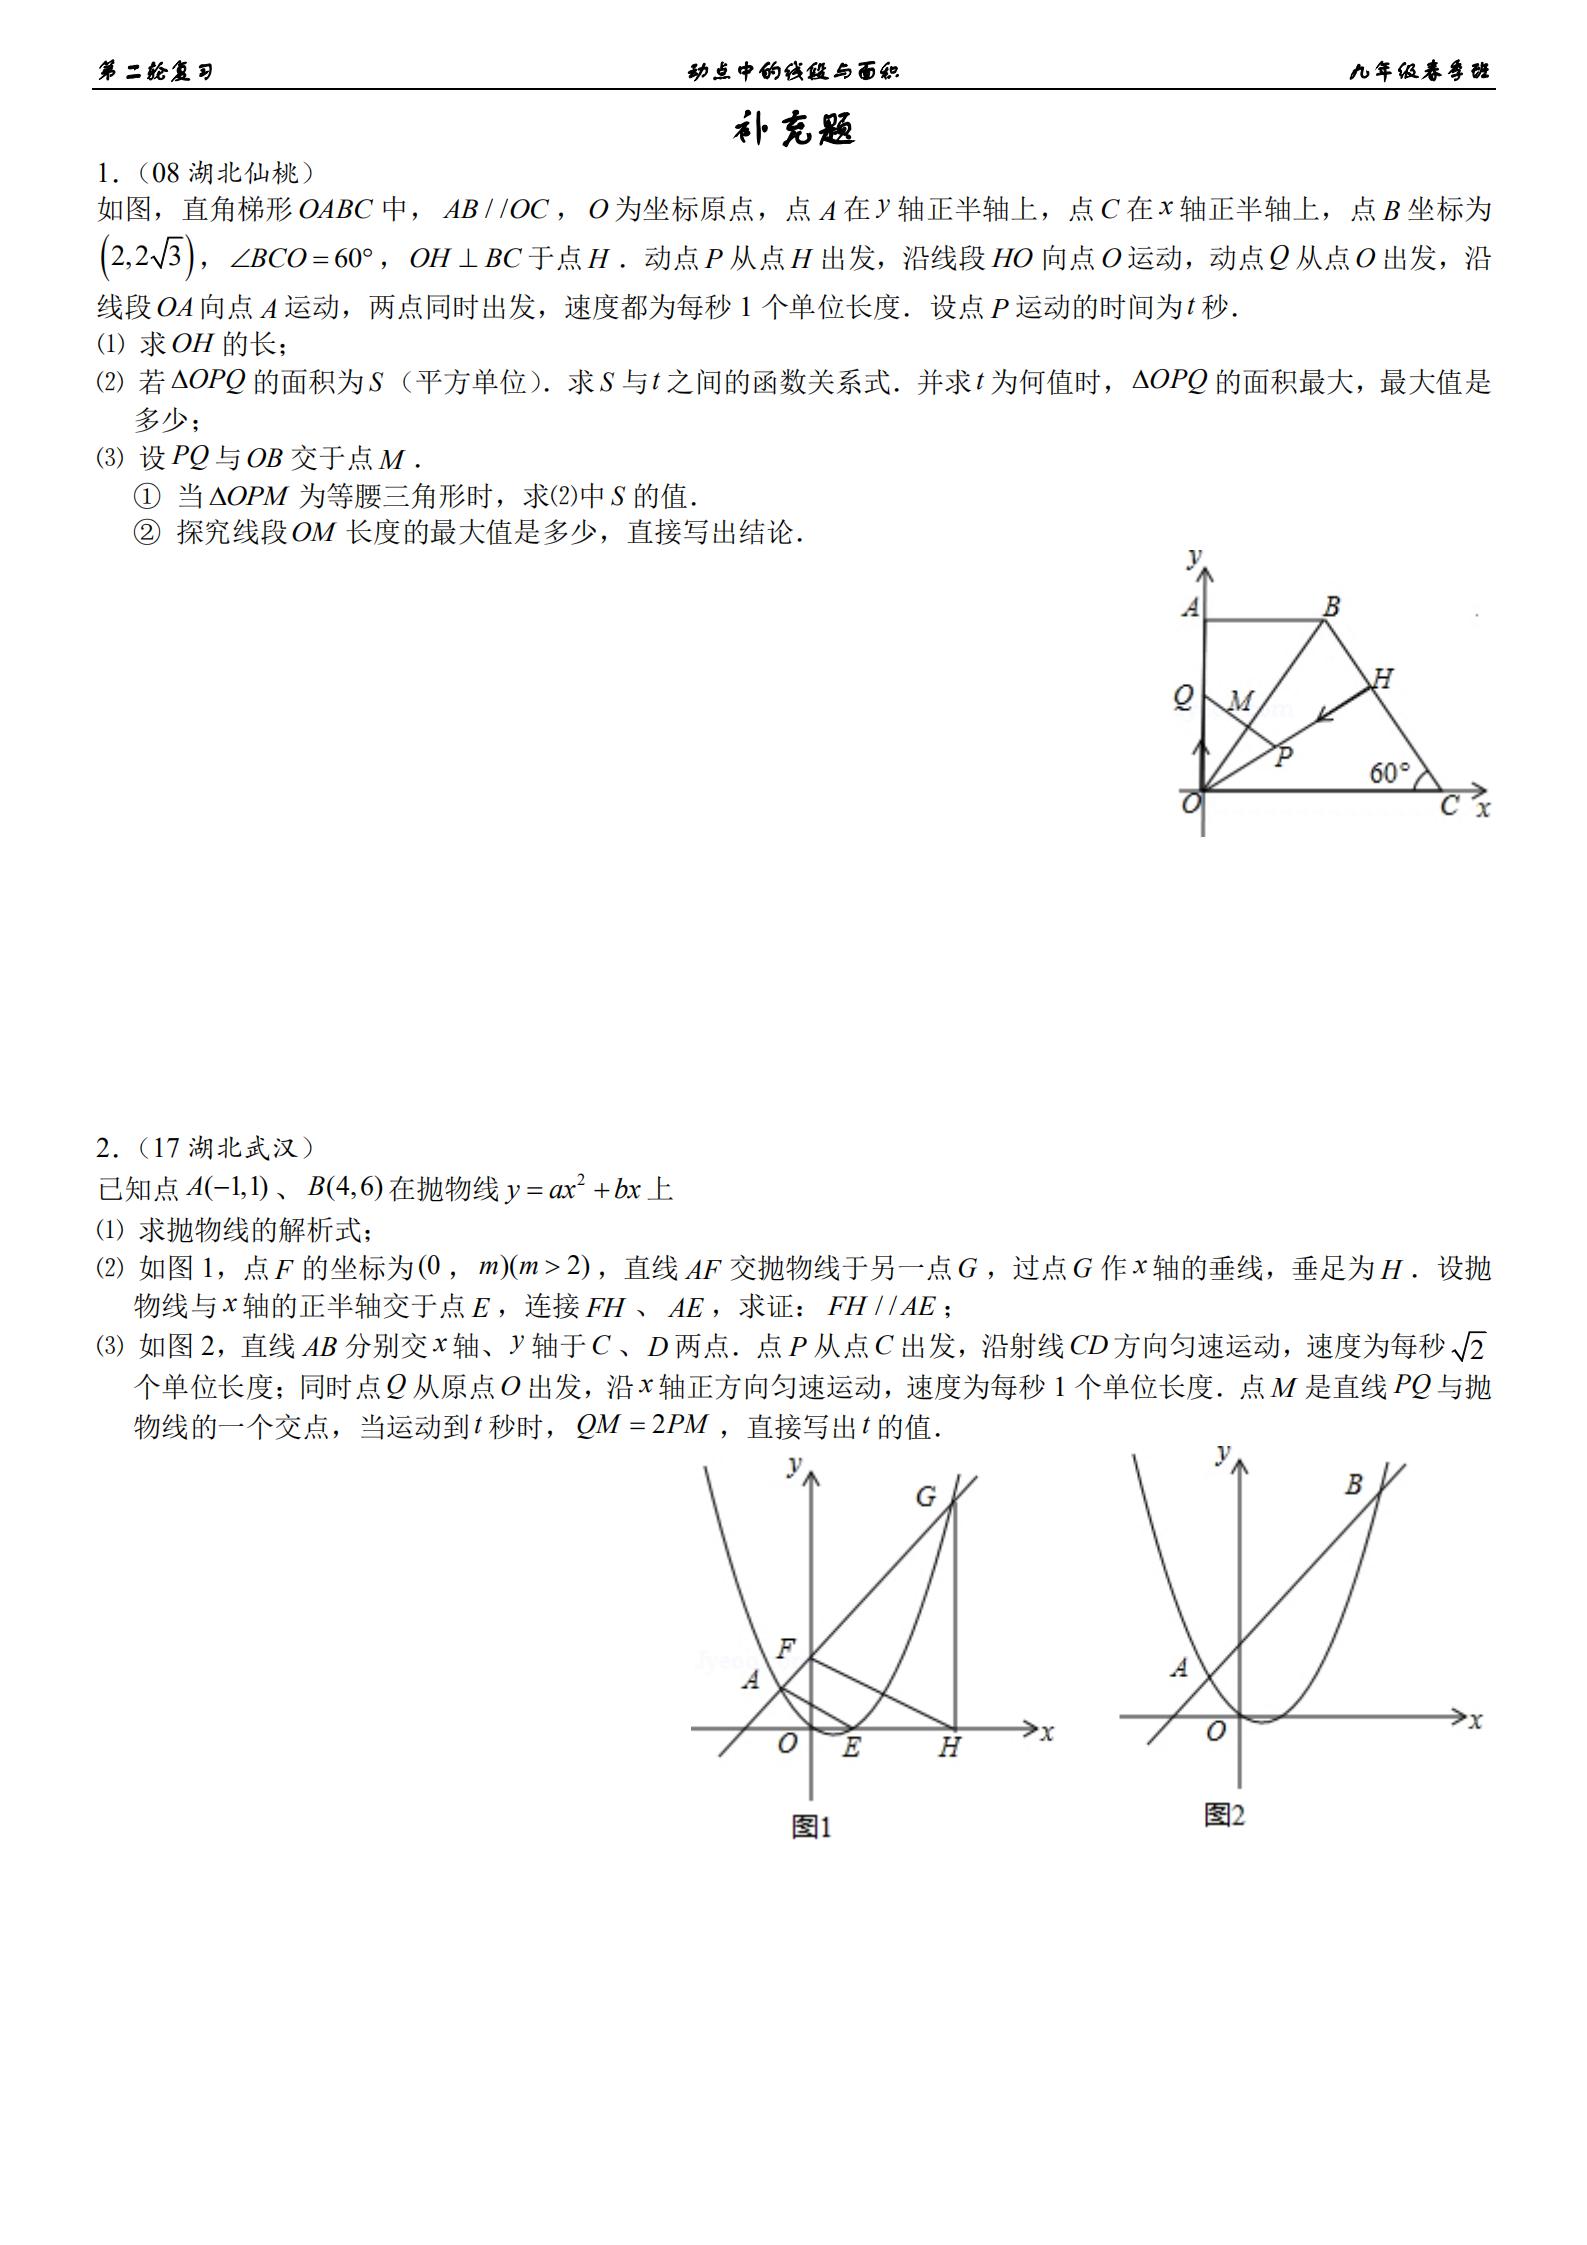 第二轮复习 动点中的线段与面积 九年级春季班
补充题
1.（08 湖北仙桃）
如图，直角梯形 OABC 中， AB//OC ， O 为坐标原点，点 A 在 y 轴正半轴上，点 C 在 x 轴正半轴上，点 B 坐标为
(2,2√3)， ∠BCO=60° ， OH⊥BC 于点 H ．动点 P 从点 H 出发，沿线段 HO 向点 O 运动，动点 Q 从点 O 出发，沿
线段 OA 向点 A 运动，两点同时出发，速度都为每秒 1 个单位长度．设点 P 运动的时间为 t 秒．
⑴ 求 OH 的长；
⑵ 若 ΔOPQ 的面积为 S（平方单位）．求 S 与 t 之间的函数关系式．并求 t 为何值时， ΔOPQ 的面积最大，最大值是
多少；
⑶ 设 PQ 与 OB 交于点 M ．
① 当 ΔOPM 为等腰三角形时，求⑵中 S 的值．
② 探究线段 OM 长度的最大值是多少，直接写出结论．
y
A B
H
Q M
P
60°
O C x
2.（17 湖北武汉）
已知点 A(−1,1) 、 B(4,6) 在抛物线 y=ax²+bx 上
⑴ 求抛物线的解析式；
⑵ 如图 1，点 F 的坐标为 (0 ，m)(m>2) ，直线 AF 交抛物线于另一点 G ，过点 G 作 x 轴的垂线，垂足为 H ．设抛
物线与 x 轴的正半轴交于点 E ，连接 FH 、 AE ，求证： FH//AE ；
⑶ 如图 2，直线 AB 分别交 x 轴、 y 轴于 C 、 D 两点．点 P 从点 C 出发，沿射线 CD 方向匀速运动，速度为每秒 √2
个单位长度；同时点 Q 从原点 O 出发，沿 x 轴正方向匀速运动，速度为每秒 1 个单位长度．点 M 是直线 PQ 与抛
物线的一个交点，当运动到 t 秒时， QM=2PM ，直接写出 t 的值．
y
G
F
A
O E H x
图1
y
B
A
O x
图2